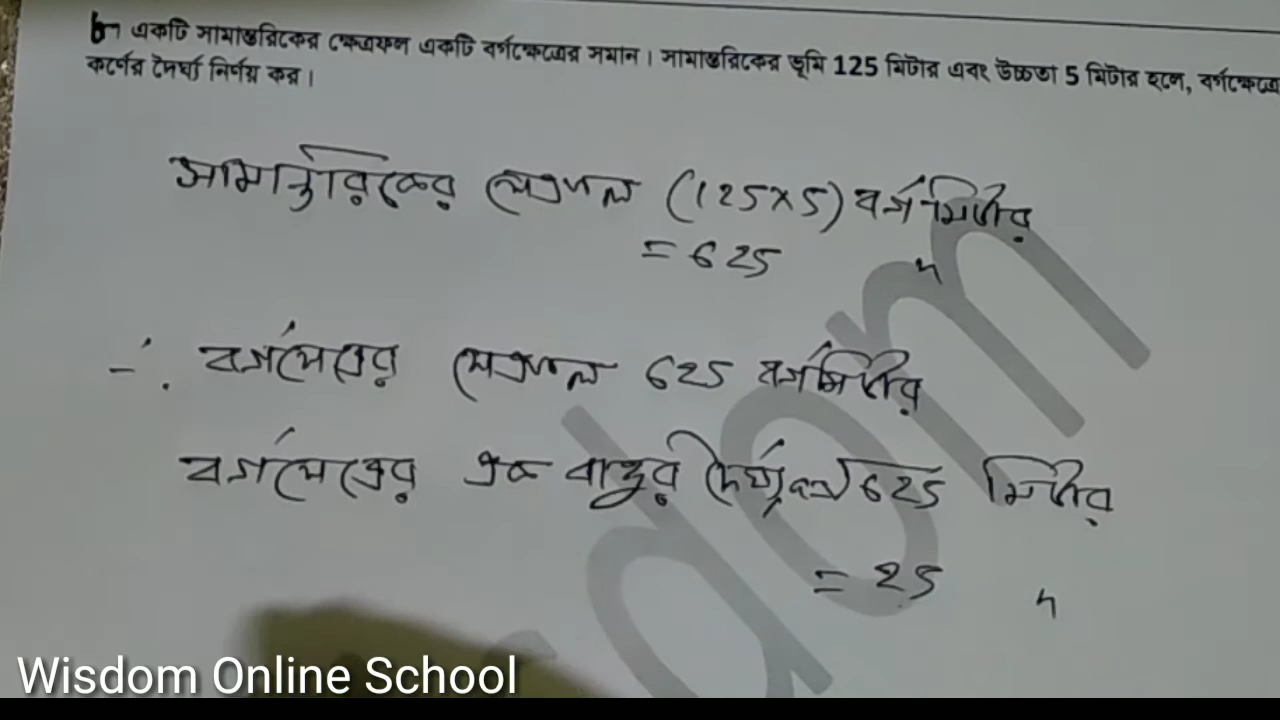 ৮৭ একটি সামান্তরিকের ক্ষেত্রফল একটি বর্গক্ষেত্রের সমান। সামান্তরিকের ভূমি 125 মিটার এবং উচ্চতা 5 মিটার হলে, বর্গক্ষেত্রে
কর্ণের দৈর্ঘ্য নির্ণয় কর।
সামান্তরিকের ক্ষেত্রফল (125×5) বর্গ মিটার
= 625 "
∴ বর্গক্ষেত্রের ক্ষেত্রফল 625 বর্গমিটার
বর্গক্ষেত্রের এক বাহুর দৈর্ঘ্য √625 মিটার
= 25 "
Wisdom Online School
dom